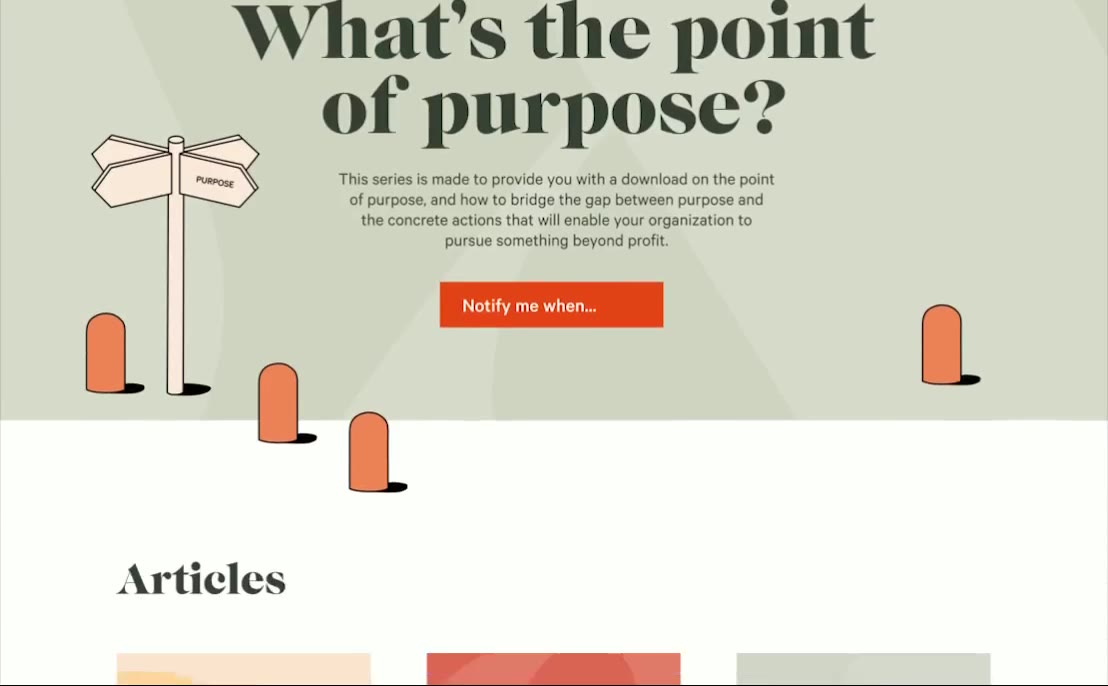 What's the point
of purpose?
PURPOSE
This series is made to provide you with a download on the point
of purpose, and how to bridge the gap between purpose and
the concrete actions that will enable your organization to
pursue something beyond profit.
Notify me when...
Articles